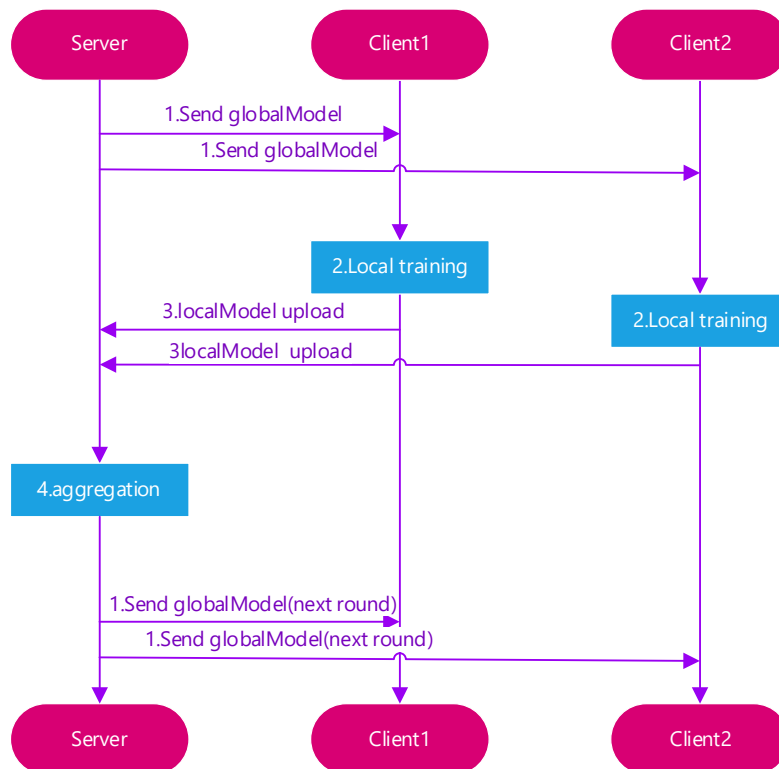 Server
Client1
Client2
1.Send globalModel
1.Send globalModel
2.Local training
3.localModel upload
2.Local training
3localModel  upload
4.aggregation
1.Send globalModel(next round)
1.Send globalModel(next round)
Server
Client1
Client2